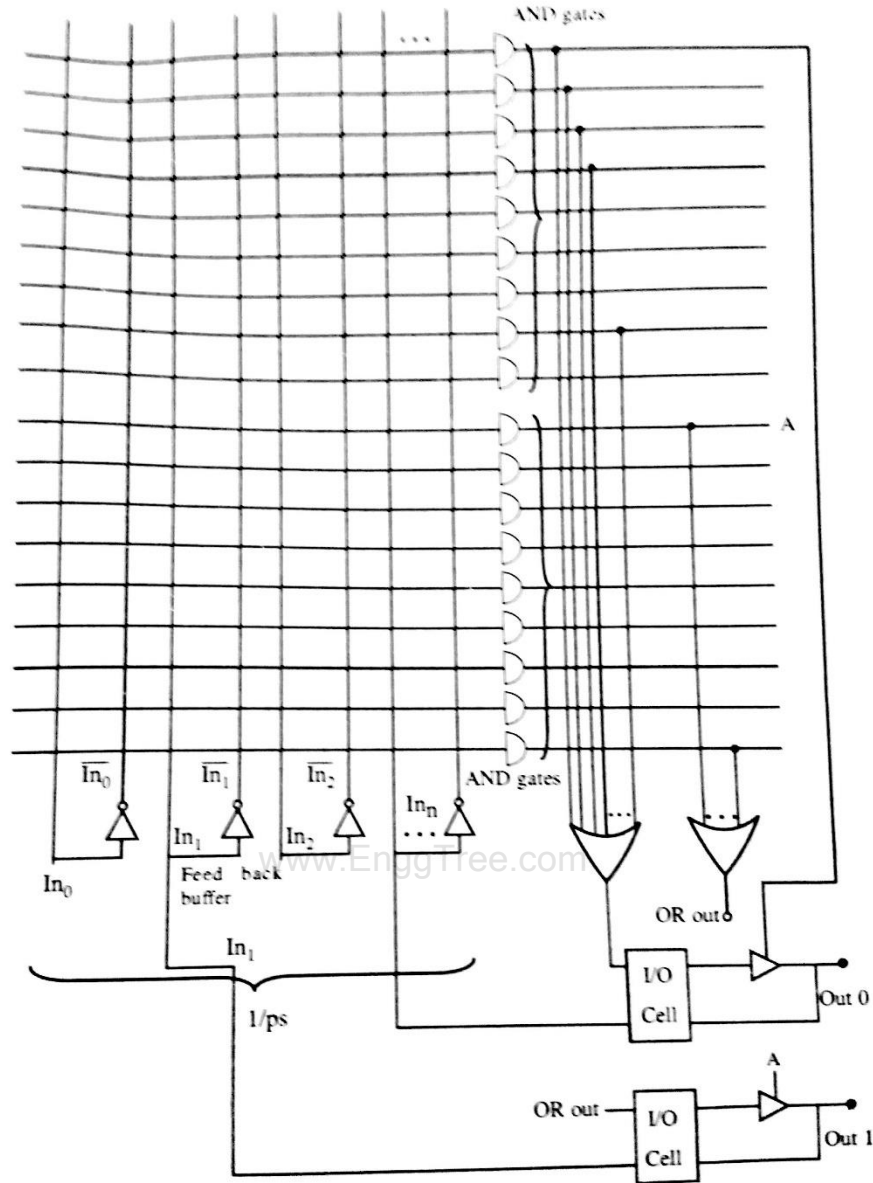 AND gates
...
A
AND gates
In̅₀
In̅₁
In̅₂
Inₙ
In₀
In₁
In₂
...
...
...
Feed back
buffer
www.EnggTree.com
OR out
In₁
1/ps
I/O
Cell
Out 0
A
OR out
I/O
Cell
Out 1